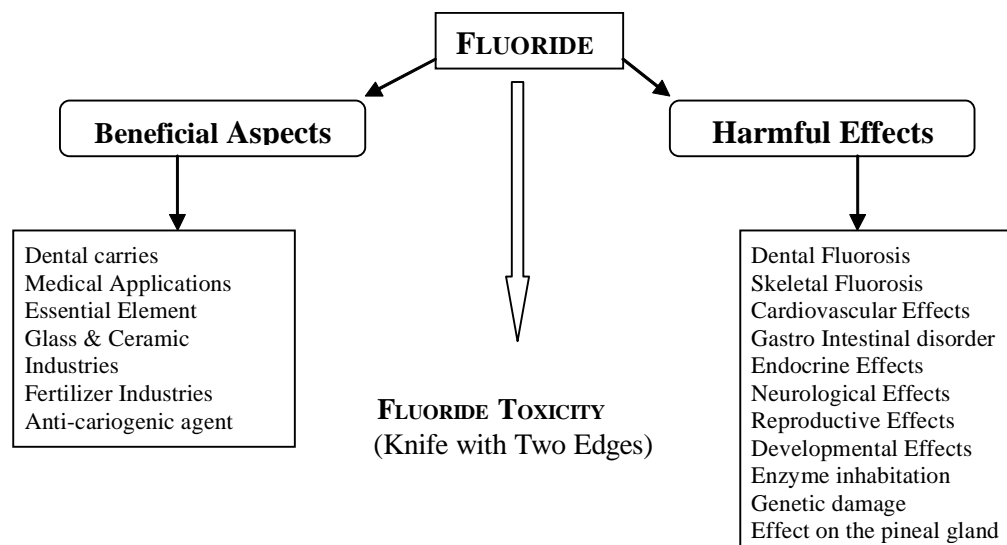 FLUORIDE
Beneficial Aspects
Harmful Effects
Dental carries
Medical Applications
Essential Element
Glass & Ceramic
Industries
Fertilizer Industries
Anti-cariogenic agent
FLUORIDE TOXICITY
(Knife with Two Edges)
Dental Fluorosis
Skeletal Fluorosis
Cardiovascular Effects
Gastro Intestinal disorder
Endocrine Effects
Neurological Effects
Reproductive Effects
Developmental Effects
Enzyme inhabitation
Genetic damage
Effect on the pineal gland